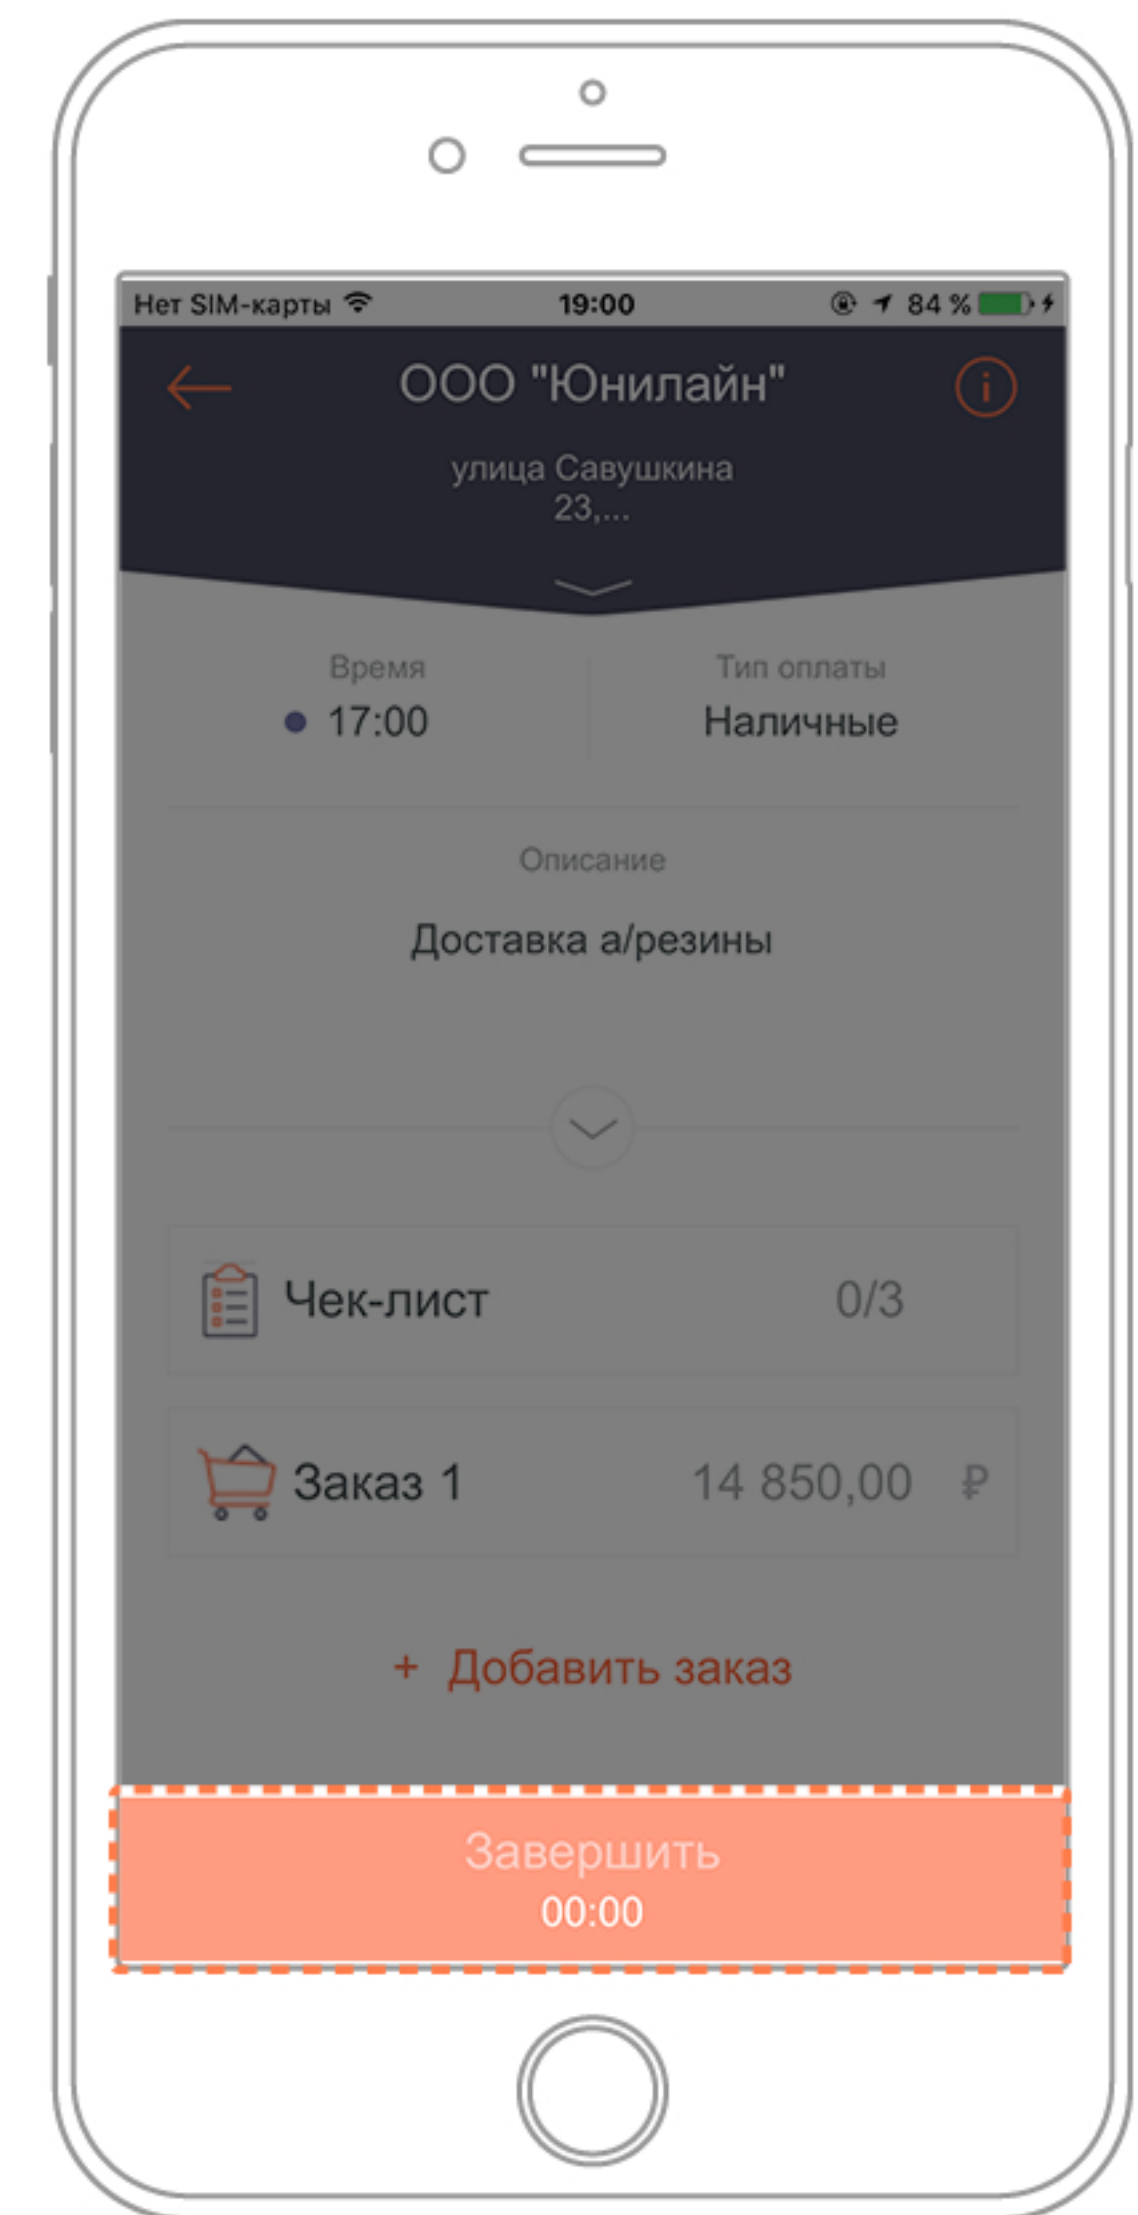 Нет SIM-карты 19:00 84 %
ООО "Юнилайн"
улица Савушкина
23,...
Время Тип оплаты
17:00 Наличные
Описание
Доставка а/резины
Чек-лист 0/3
Заказ 1 14 850,00 ₽
+ Добавить заказ
Завершить
00:00